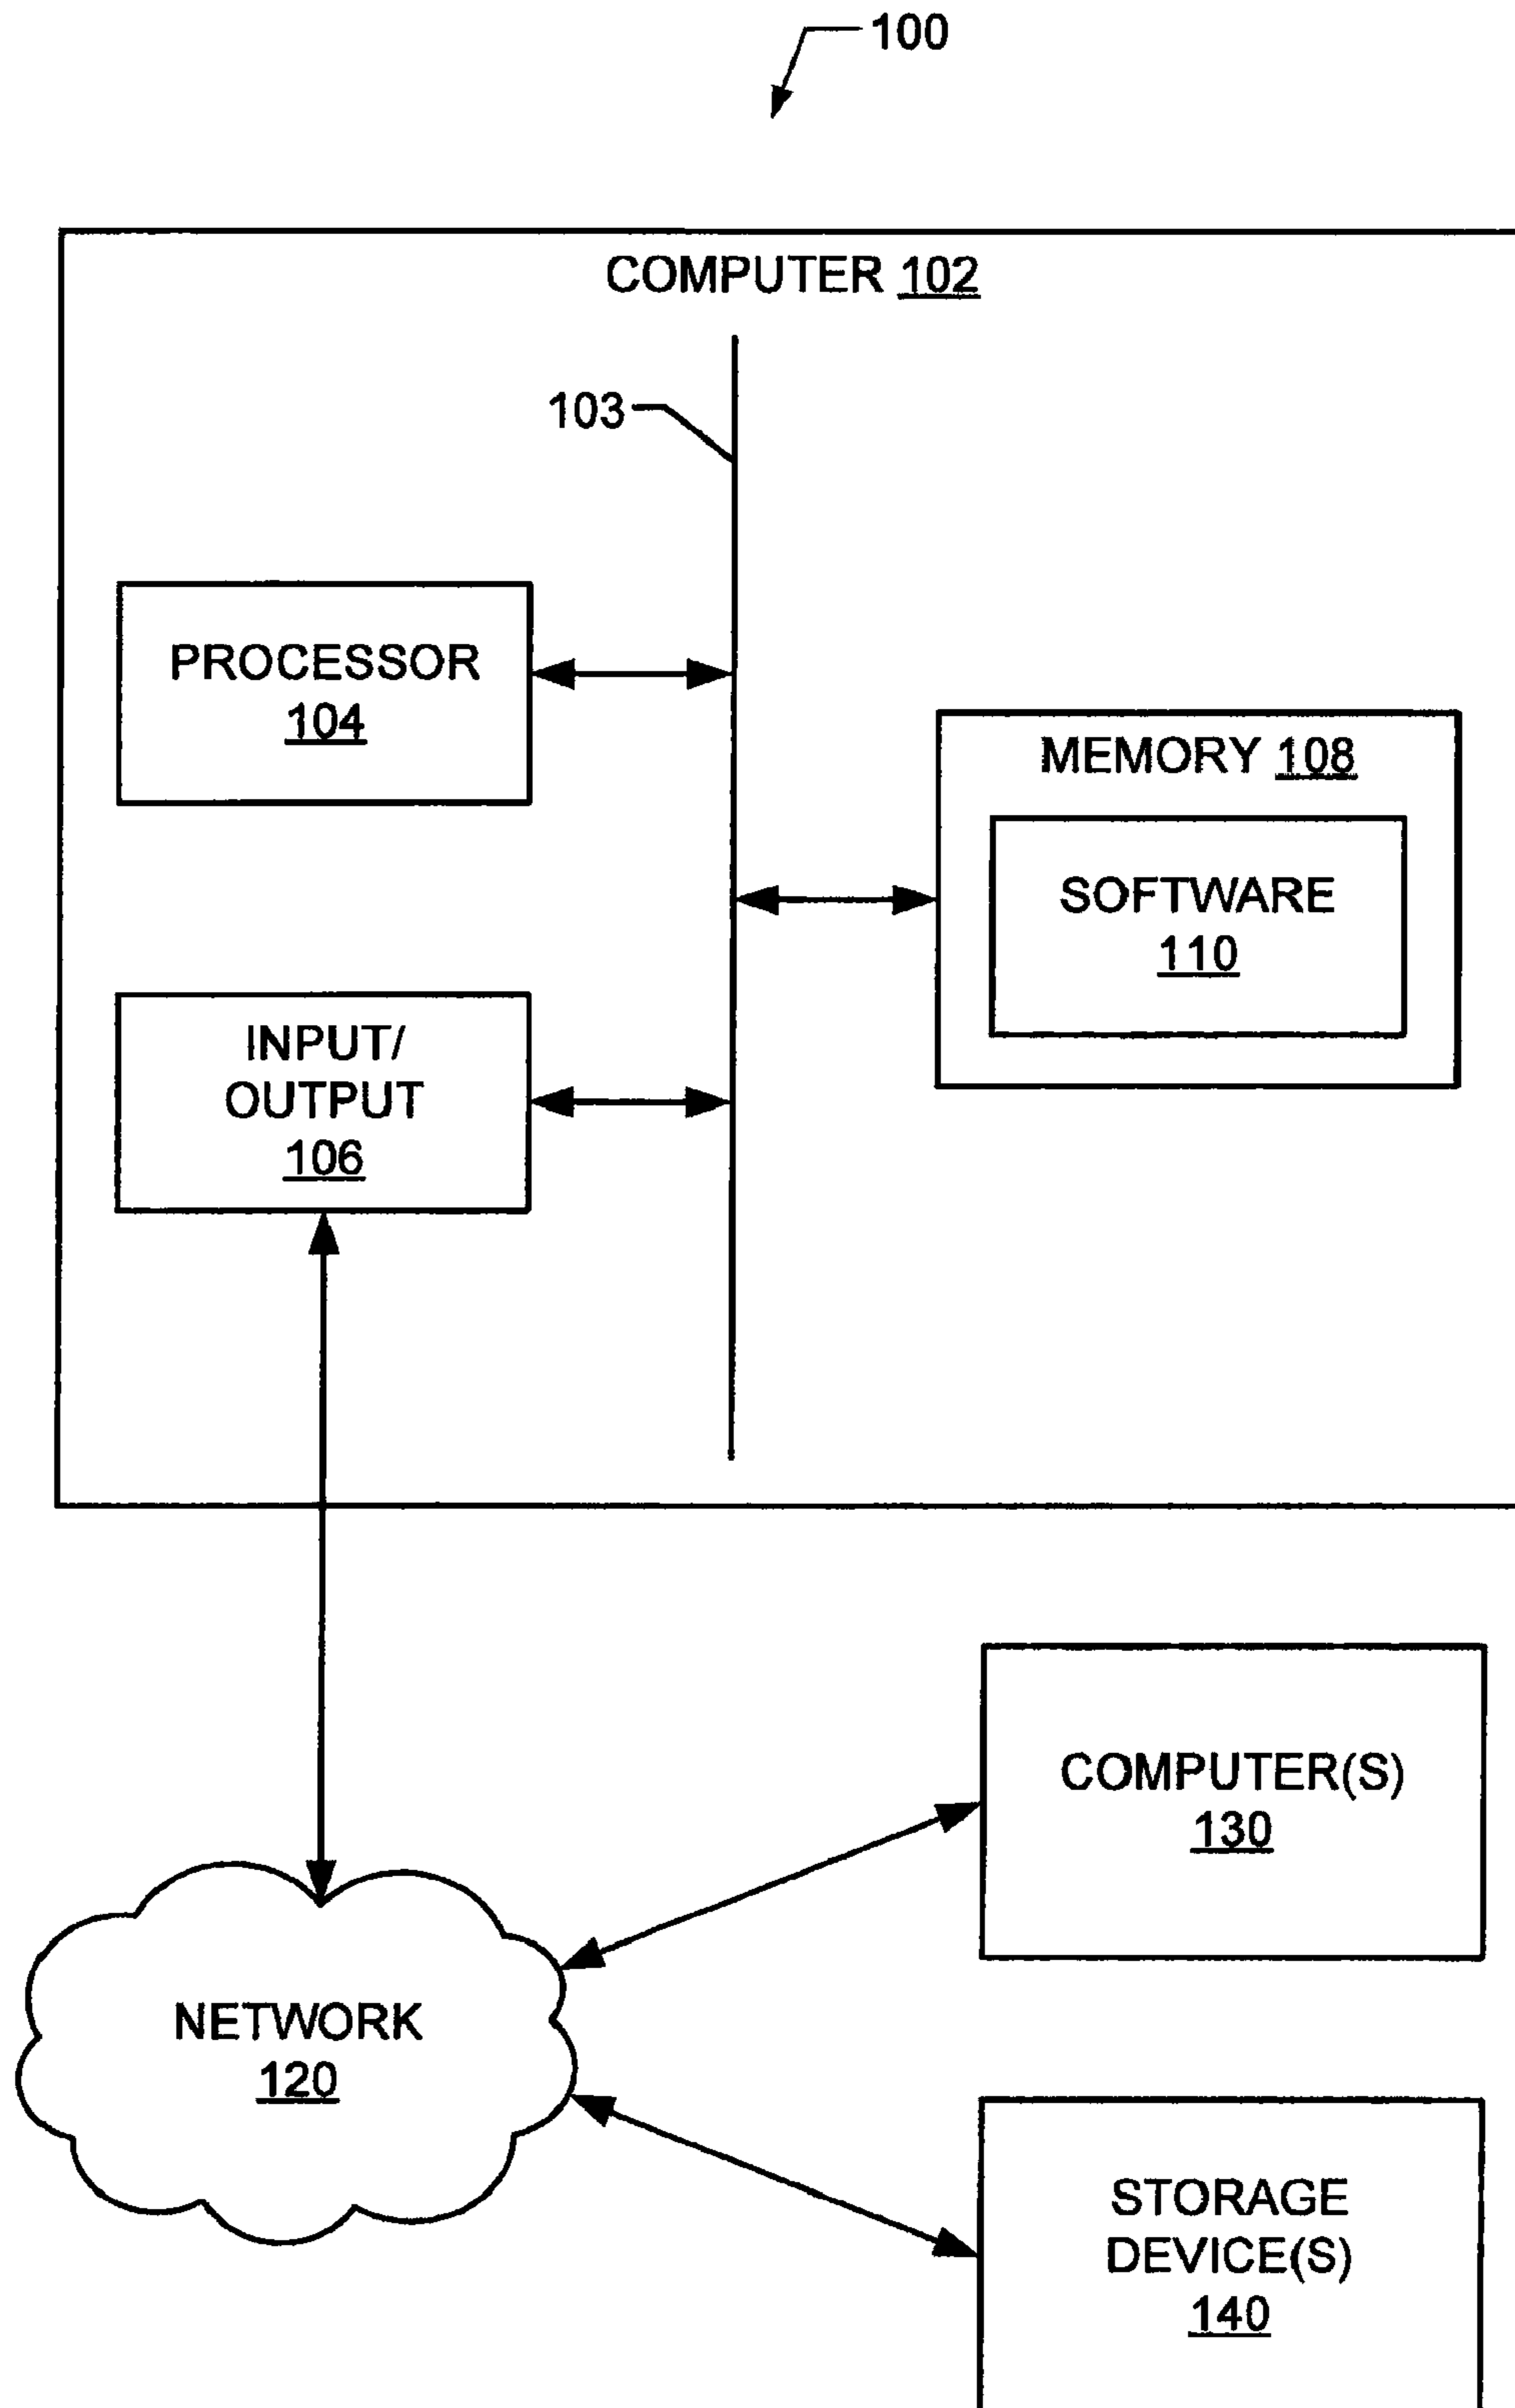 100
COMPUTER 102
103
PROCESSOR
104
MEMORY 108
SOFTWARE
110
INPUT/
OUTPUT
106
COMPUTER(S)
130
NETWORK
120
STORAGE
DEVICE(S)
140